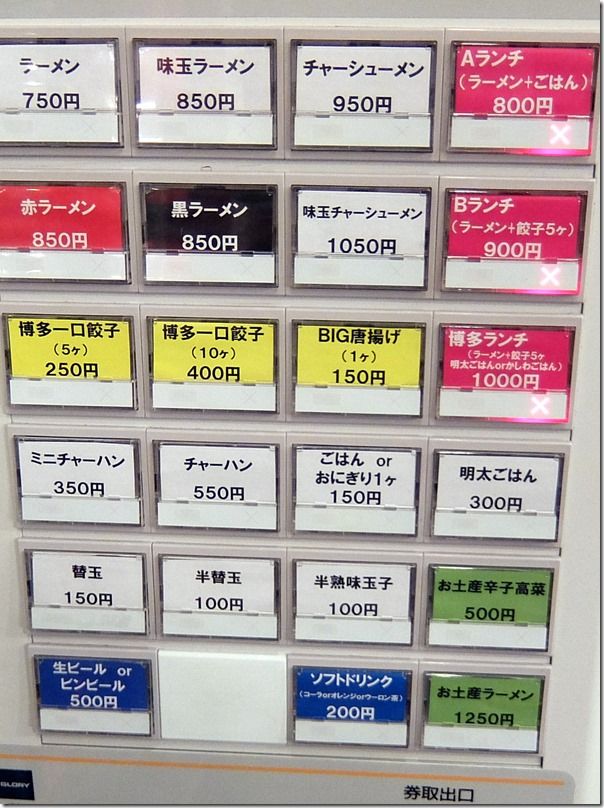 ラーメン
750円
味玉ラーメン
850円
チャーシューメン
950円
Aランチ
(ラーメン+ごはん)
800円
×
赤ラーメン
850円
黒ラーメン
850円
味玉チャーシューメン
1050円
Bランチ
(ラーメン+餃子5ヶ)
900円
×
博多一口餃子
(5ヶ)
250円
博多一口餃子
(10ヶ)
400円
BIG唐揚げ
(1ヶ)
150円
博多ランチ
(ラーメン+餃子5ヶ
明太ごはんorかしわごはん)
1000円
×
ミニチャーハン
350円
チャーハン
550円
ごはん or
おにぎり1ヶ
150円
明太ごはん
300円
替玉
150円
半替玉
100円
半熟味玉子
100円
お土産辛子高菜
500円
生ビール or
ビンビール
500円
ソフトドリンク
(コーラorオレンジorウーロン茶)
200円
お土産ラーメン
1250円
GLORY
券取出口